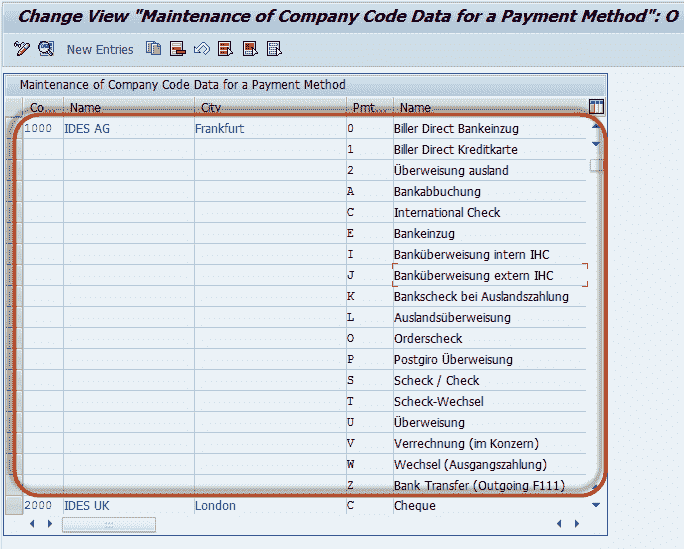 Change View "Maintenance of Company Code Data for a Payment Method": O
New Entries
Maintenance of Company Code Data for a Payment Method
Co... Name City Pmt... Name
1000 IDES AG Frankfurt 0 Biller Direct Bankeinzug
1 Biller Direct Kreditkarte
2 Überweisung ausland
A Bankabbuchung
C International Check
E Bankeinzug
I Banküberweisung intern IHC
J Banküberweisung extern IHC
K Bankscheck bei Auslandszahlung
L Auslandsüberweisung
O Orderscheck
P Postgiro Überweisung
S Scheck / Check
T Scheck-Wechsel
U Überweisung
V Verrechnung (im Konzern)
W Wechsel (Ausgangszahlung)
Z Bank Transfer (Outgoing F111)
2000 IDES UK London C Cheque